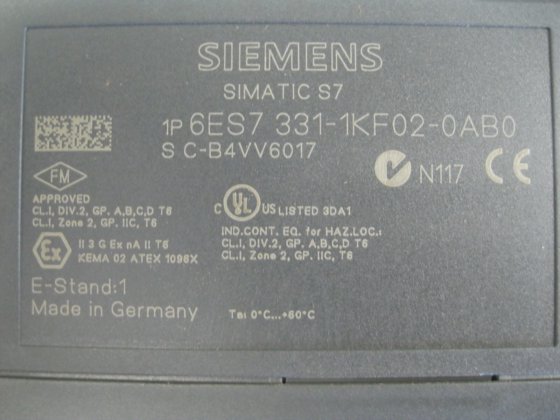 SIEMENS
SIMATIC S7
1P 6ES7 331-1KF02-0AB0
S C-B4VV6017
FM
N117 CE
APPROVED
CL.I, DIV.2, GP. A,B,C,D T6
CL.I, Zone 2, GP. IIC, T6
C UL US LISTED 3DA1
IND.CONT. EQ. for HAZ.LOC.:
CL.I, DIV.2, GP. A,B,C,D T6
CL.I, Zone 2, GP. IIC, T6
Ex II 3 G Ex nA II T6
KEMA 02 ATEX 1096X
E-Stand:1
Made in Germany
Ta: 0°C...+60°C